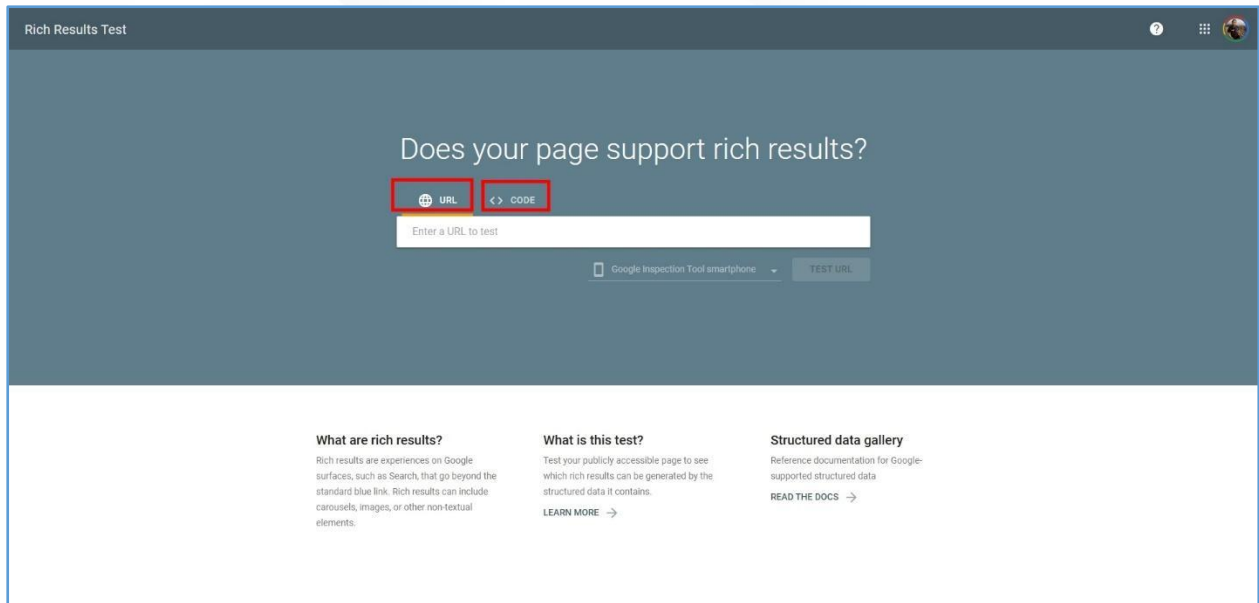 Rich Results Test
Does your page support rich results?
URL
<> CODE
Enter a URL to test
Google Inspection Tool smartphone
TEST URL
What are rich results?
Rich results are experiences on Google
surfaces, such as Search, that go beyond the
standard blue link. Rich results can include
carousels, images, or other non-textual
elements.
What is this test?
Test your publicly accessible page to see
which rich results can be generated by the
structured data it contains.
LEARN MORE →
Structured data gallery
Reference documentation for Google-
supported structured data
READ THE DOCS →